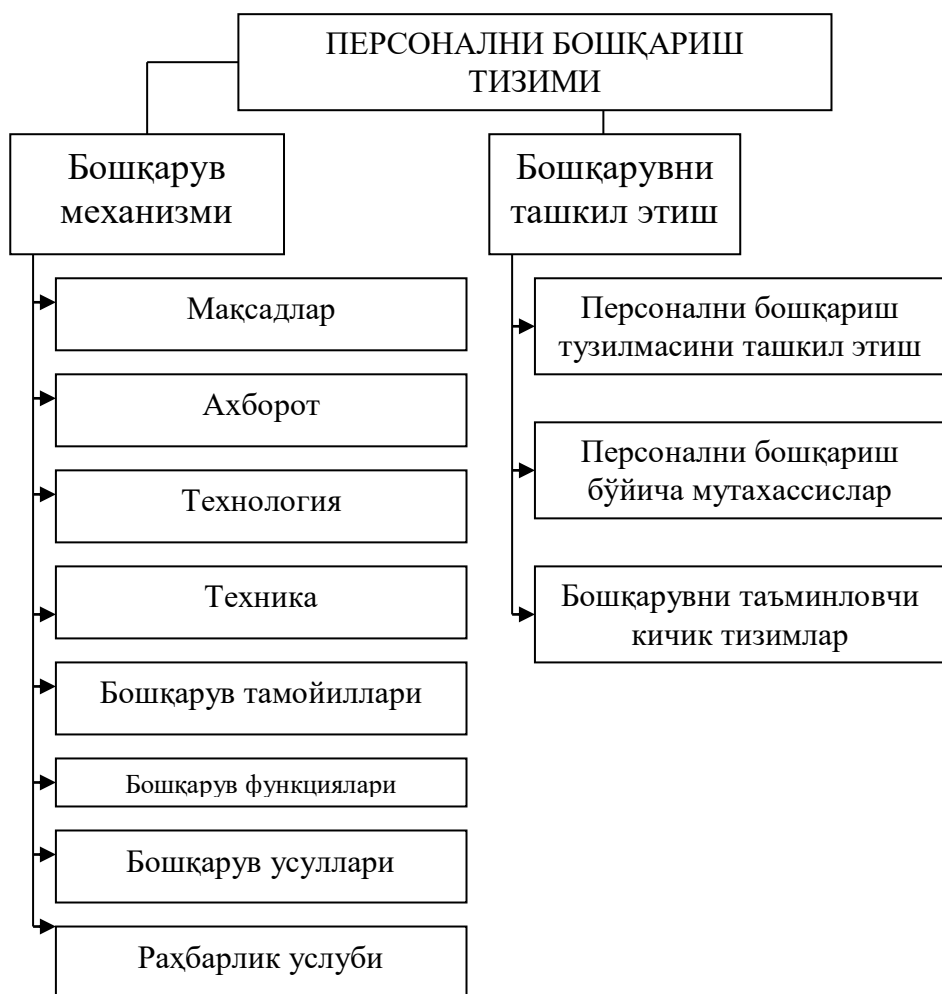 ПЕРСОНАЛНИ БОШҚАРИШ
ТИЗИМИ
Бошқарув
механизми
Мақсадлар
Ахборот
Технология
Техника
Бошқарув тамойиллари
Бошқарув функциялари
Бошқарув усуллари
Раҳбарлик услуби
Бошқарувни
ташкил этиш
Персонални бошқариш
тузилмасини ташкил этиш
Персонални бошқариш
бўйича мутахассислар
Бошқарувни таъминловчи
кичик тизимлар